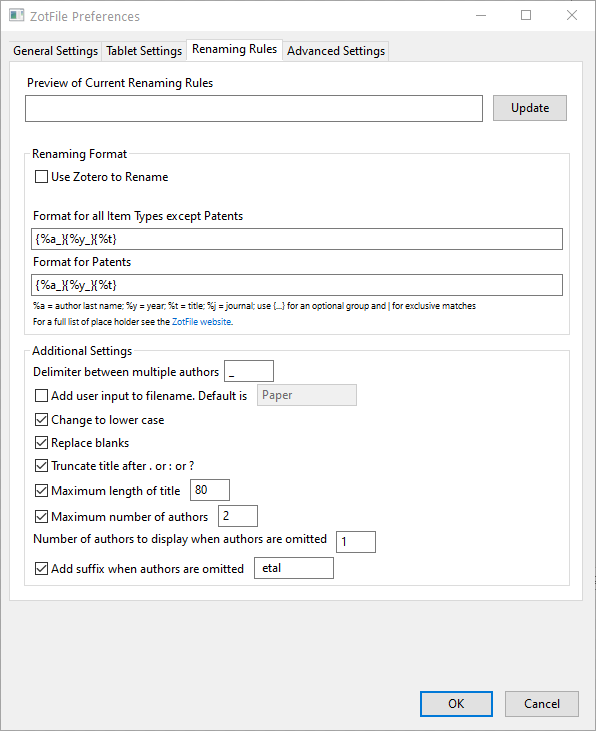 ZotFile Preferences
General Settings Tablet Settings Renaming Rules Advanced Settings
Preview of Current Renaming Rules
Update
Renaming Format
Use Zotero to Rename
Format for all Item Types except Patents
{%a_}{%y_}{%t}
Format for Patents
{%a_}{%y_}{%t}
%a = author last name; %y = year; %t = title; %j = journal; use {...} for an optional group and | for exclusive matches
For a full list of place holder see the ZotFile website.
Additional Settings
Delimiter between multiple authors _
Add user input to filename. Default is Paper
Change to lower case
Replace blanks
Truncate title after . or : or ?
Maximum length of title 80
Maximum number of authors 2
Number of authors to display when authors are omitted 1
Add suffix when authors are omitted etal
OK Cancel